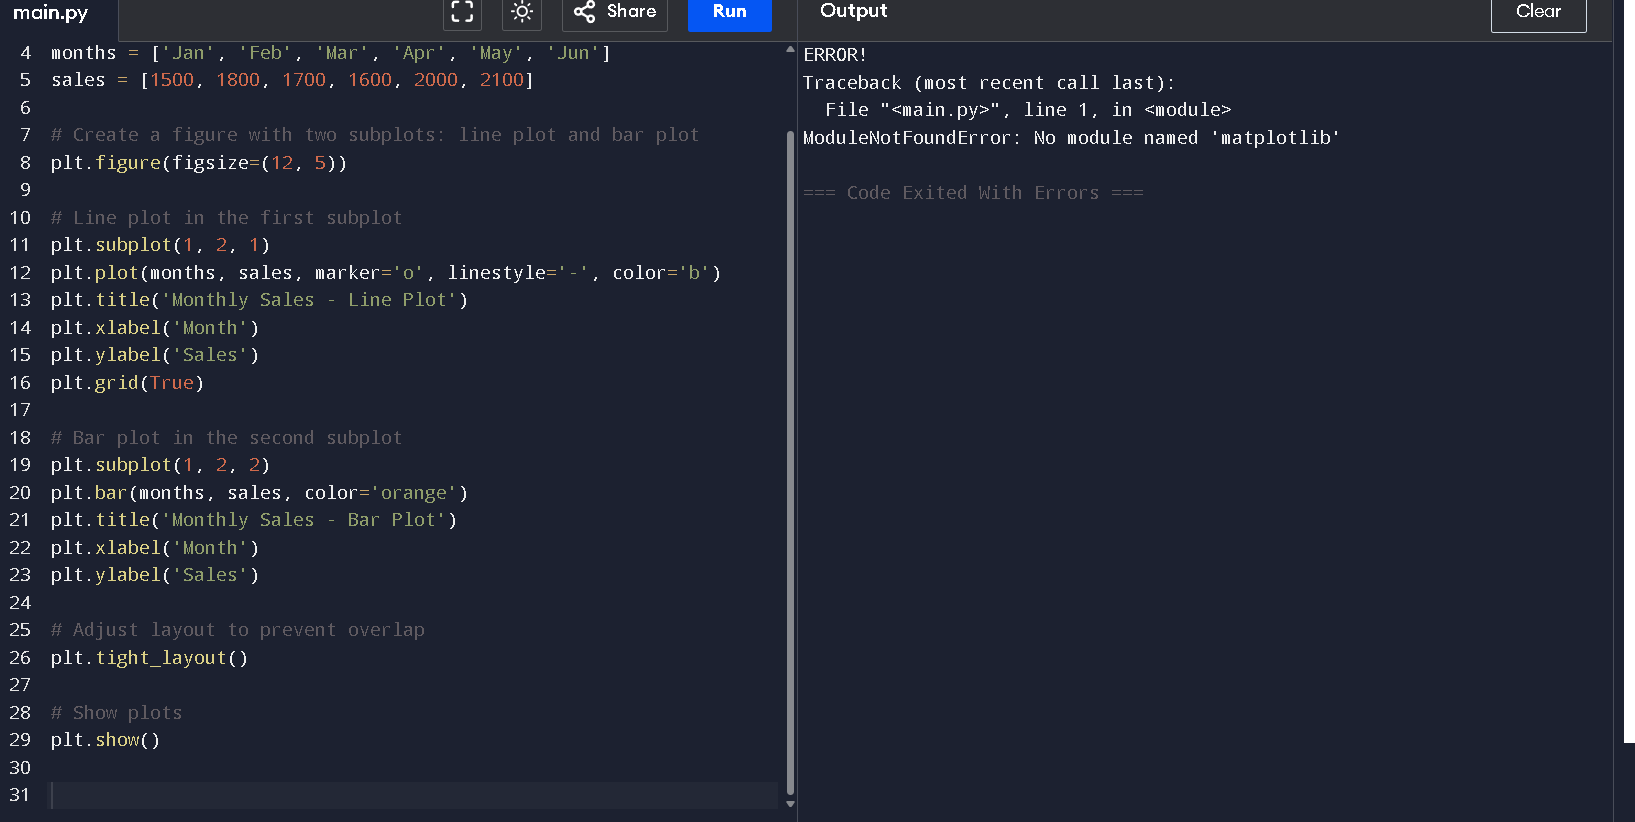 main.py
Share
Run
Output
Clear
4 months = ['Jan', 'Feb', 'Mar', 'Apr', 'May', 'Jun']
5 sales = [1500, 1800, 1700, 1600, 2000, 2100]
6
7 # Create a figure with two subplots: line plot and bar plot
8 plt.figure(figsize=(12, 5))
9
10 # Line plot in the first subplot
11 plt.subplot(1, 2, 1)
12 plt.plot(months, sales, marker='o', linestyle='-', color='b')
13 plt.title('Monthly Sales - Line Plot')
14 plt.xlabel('Month')
15 plt.ylabel('Sales')
16 plt.grid(True)
17
18 # Bar plot in the second subplot
19 plt.subplot(1, 2, 2)
20 plt.bar(months, sales, color='orange')
21 plt.title('Monthly Sales - Bar Plot')
22 plt.xlabel('Month')
23 plt.ylabel('Sales')
24
25 # Adjust layout to prevent overlap
26 plt.tight_layout()
27
28 # Show plots
29 plt.show()
30
31
ERROR!
Traceback (most recent call last):
  File "<main.py>", line 1, in <module>
ModuleNotFoundError: No module named 'matplotlib'
=== Code Exited With Errors ===